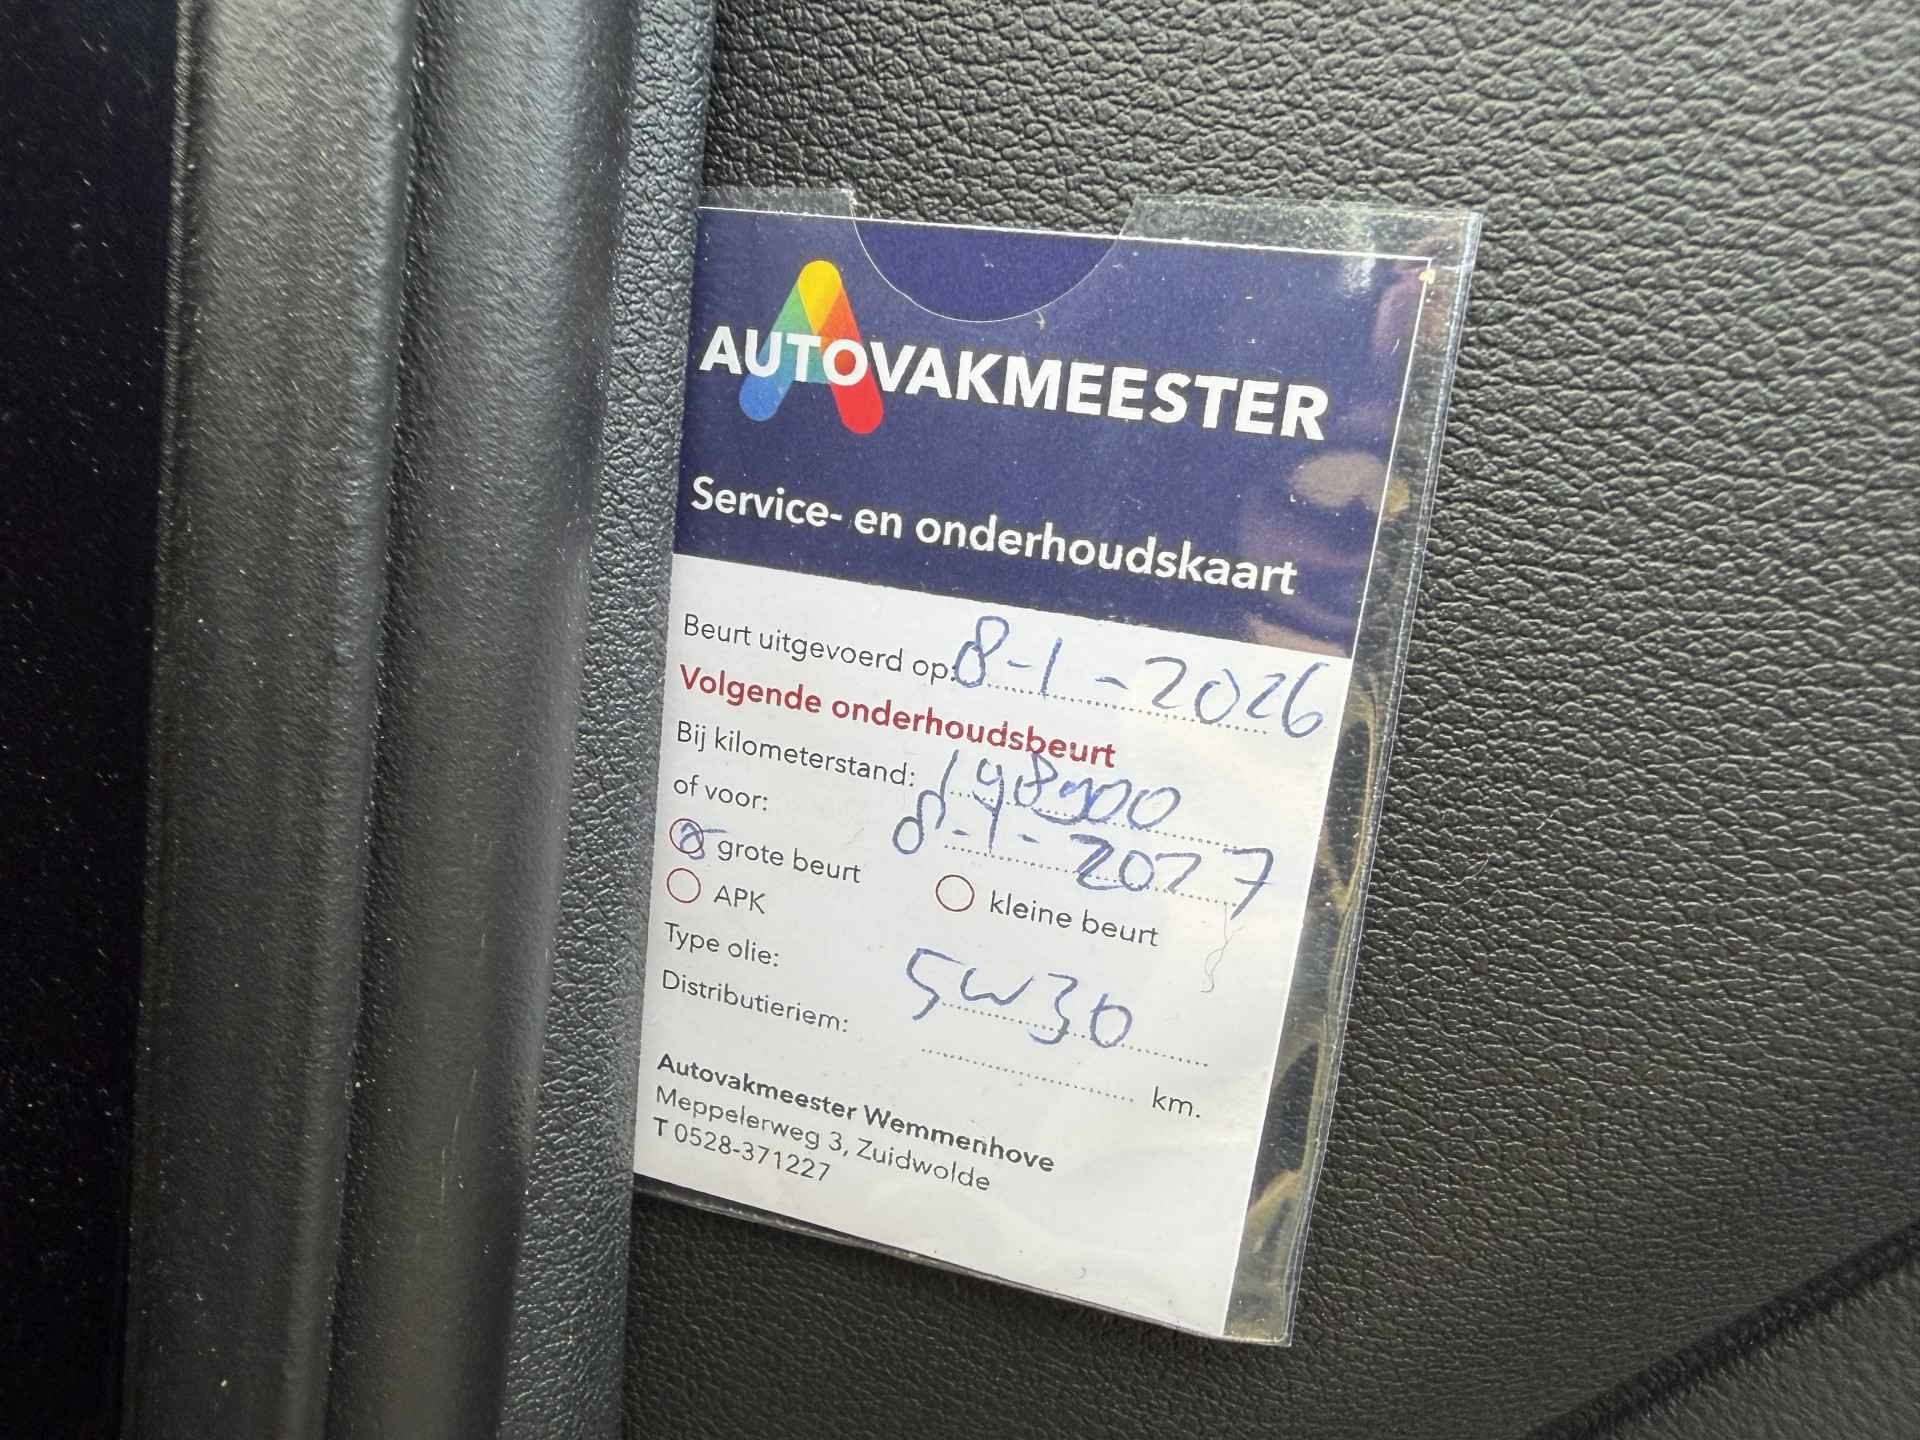 AUTOVAKMEESTER
Service- en onderhoudskaart
Beurt uitgevoerd op: 8-1-2026
Volgende onderhoudsbeurt
Bij kilometerstand: 198900
of voor: 8-1-2027
grote beurt
kleine beurt
APK
Type olie: 5W30
Distributieriem: km.
Autovakmeester Wemmenhove
Meppelerweg 3, Zuidwolde
T 0528-371227